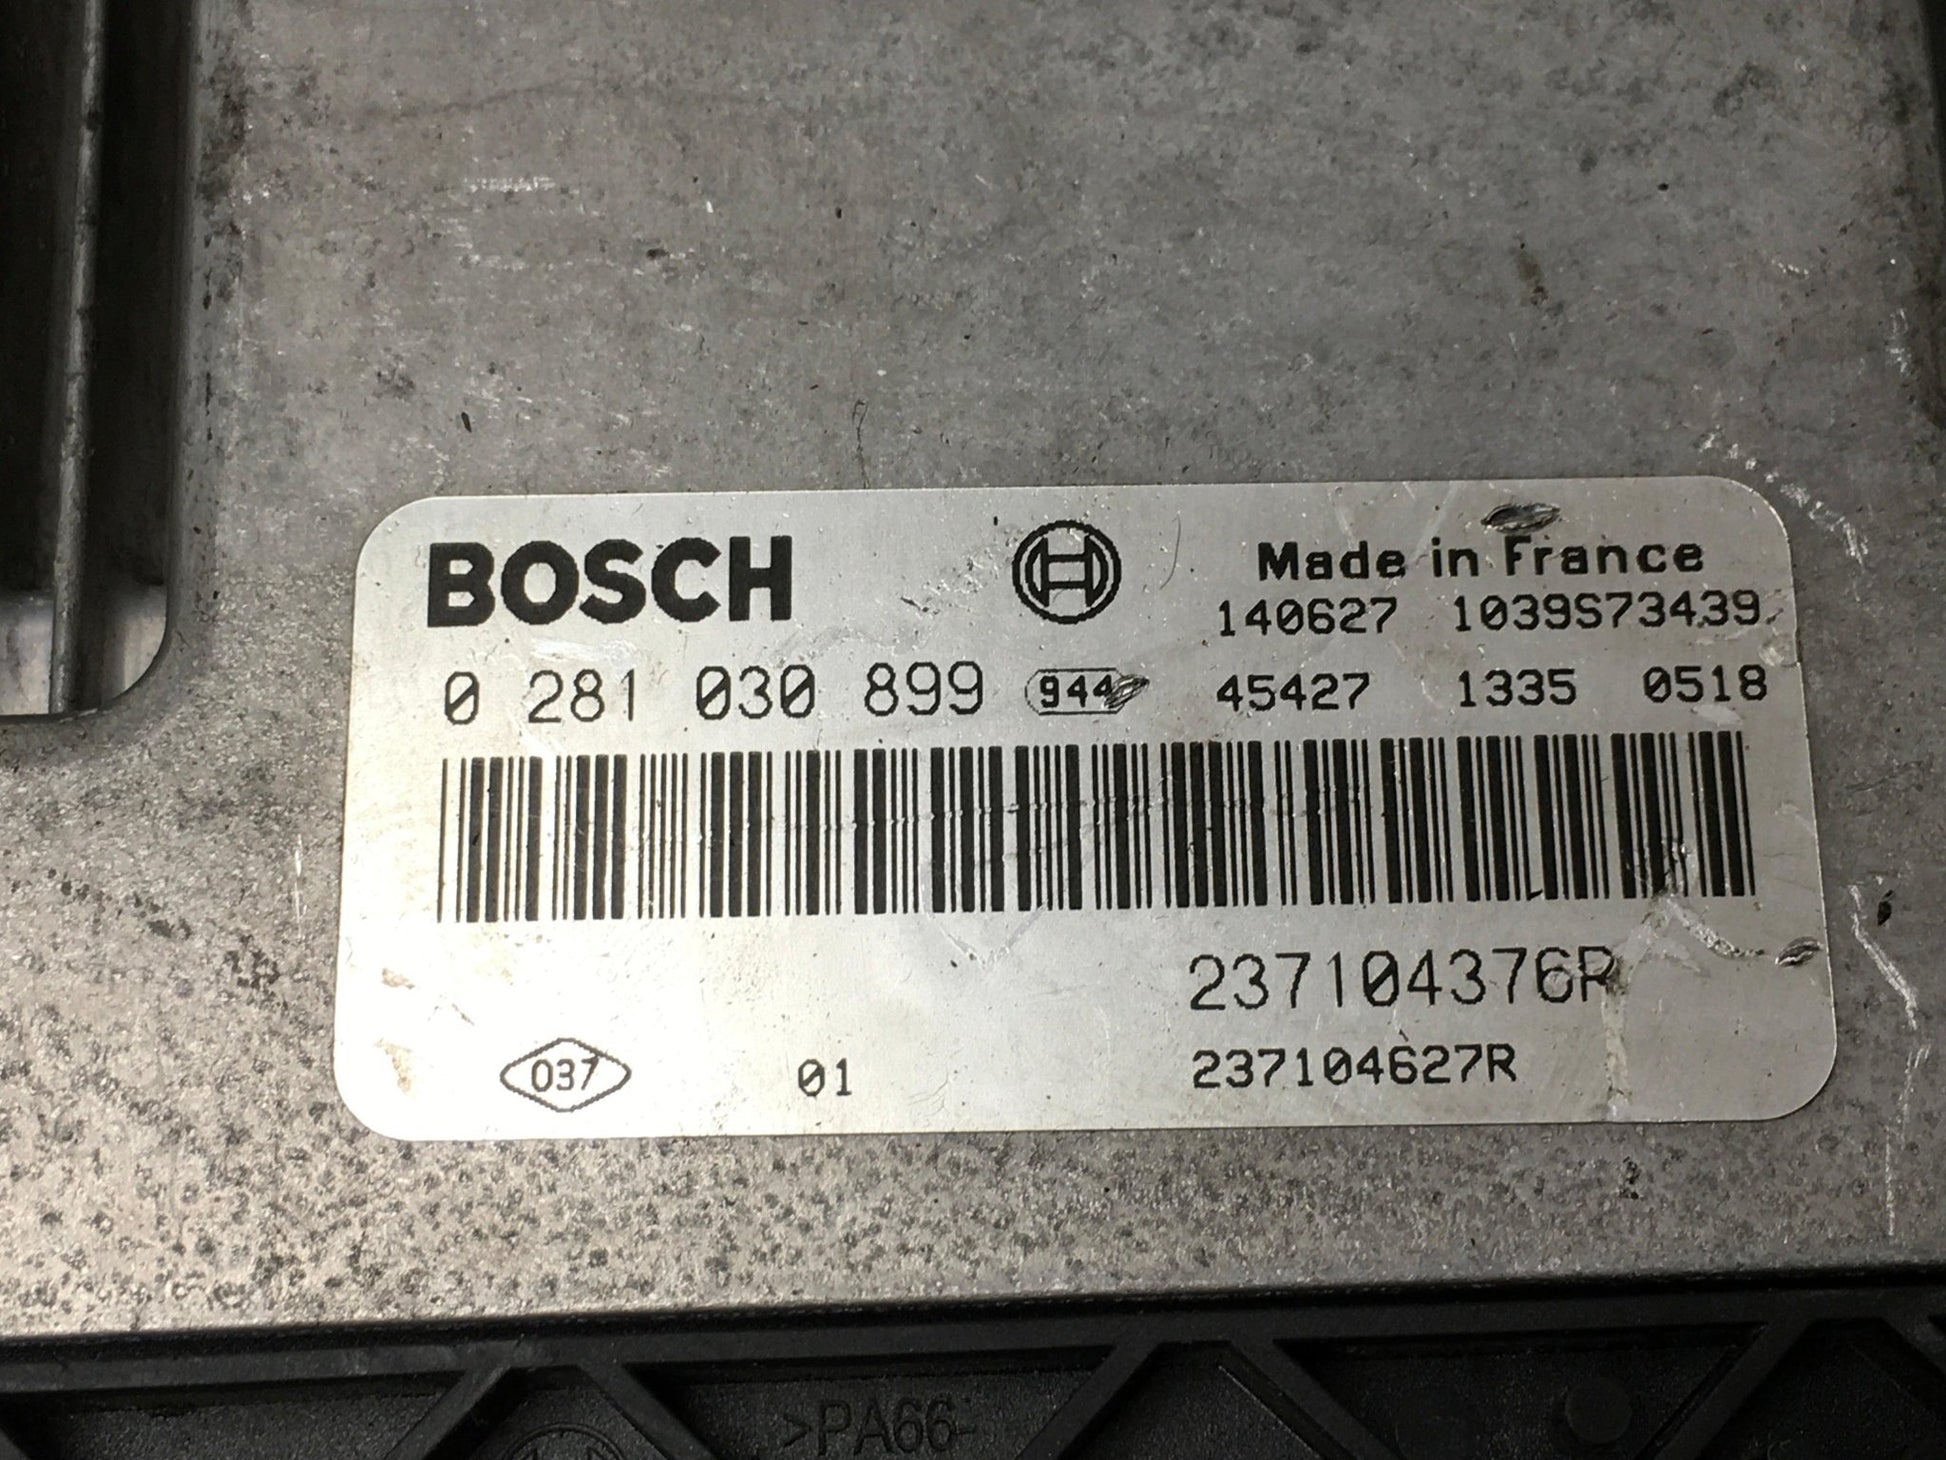 BOSCH
Made in France
140627 1039S73439
0 281 030 899 944 45427 1335 0518
237104376R
037 01 237104627R
>PA66-